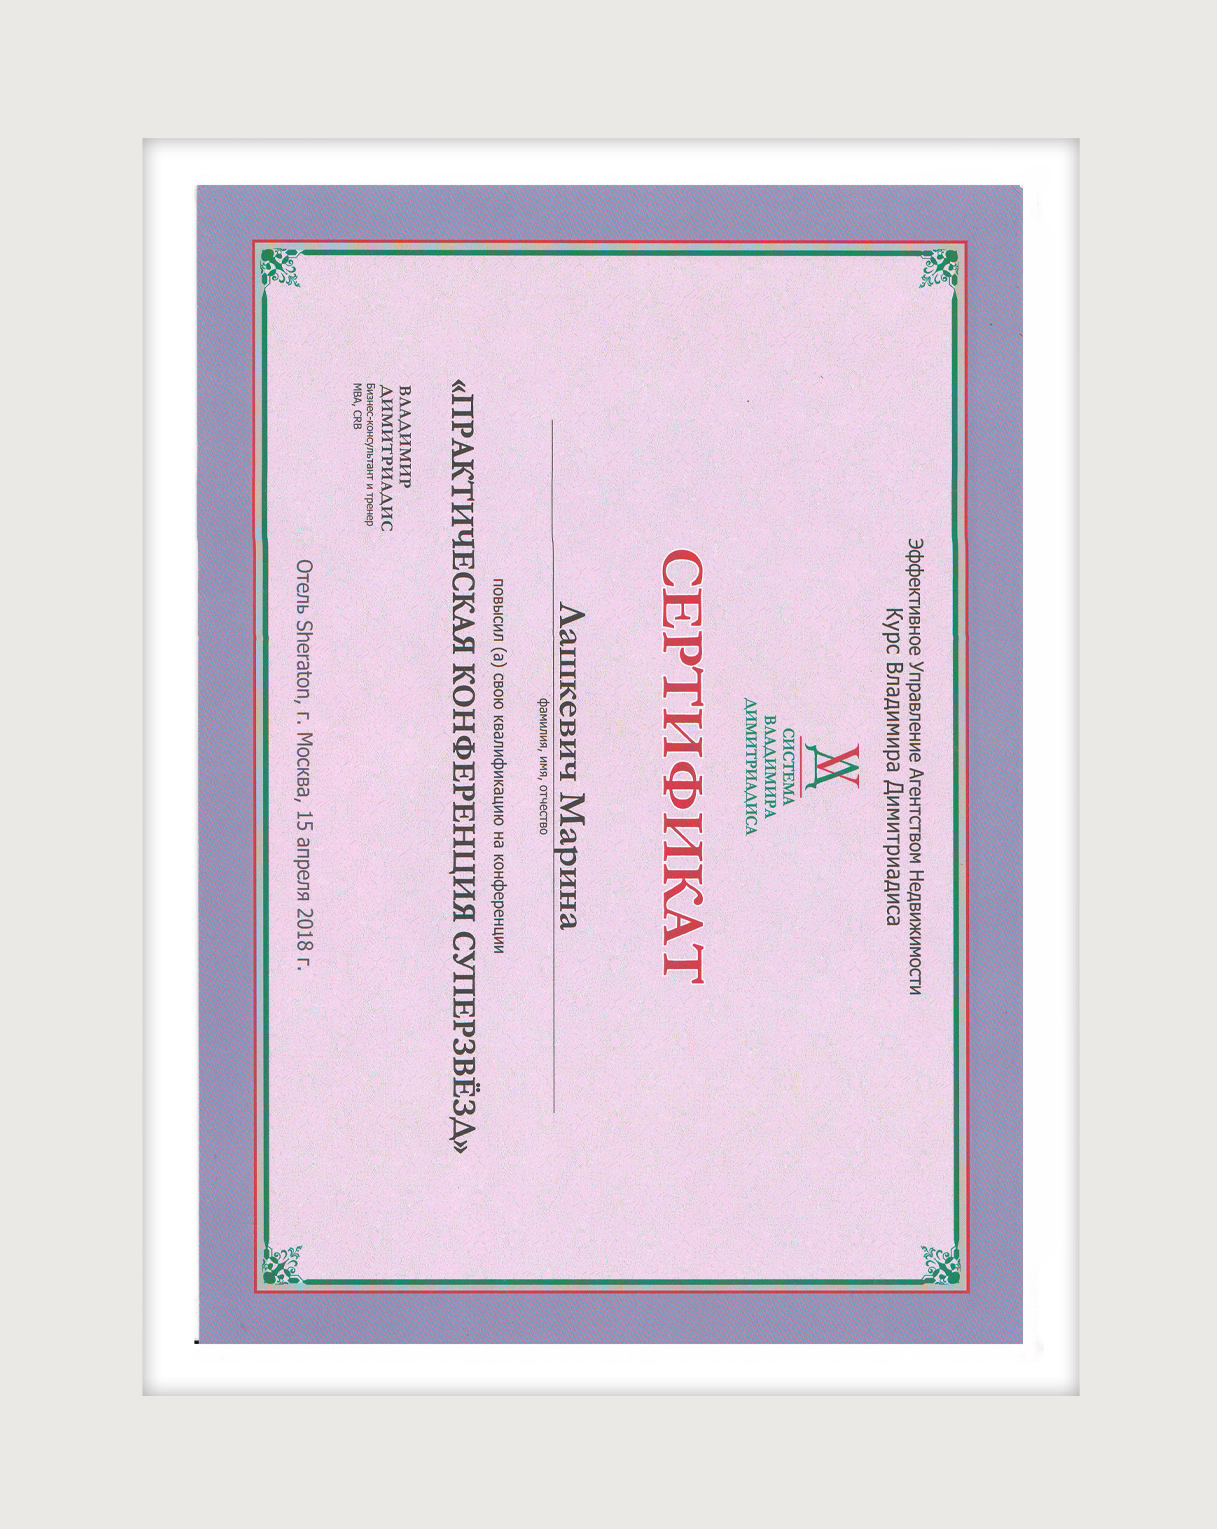 Эффективное Управление Агентством Недвижимости
Курс Владимира Димитриадиса
СИСТЕМА
ВЛАДИМИРА
ДИМИТРИАДИСА
СЕРТИФИКАТ
Лашкевич Марина
фамилия, имя, отчество
повысил (а) свою квалификацию на конференции
«ПРАКТИЧЕСКАЯ КОНФЕРЕНЦИЯ СУПЕРЗВЁЗД»
ВЛАДИМИР
ДИМИТРИАДИС
Бизнес-консультант и тренер
MBA, CRB
Отель Sheraton, г. Москва, 15 апреля 2018 г.